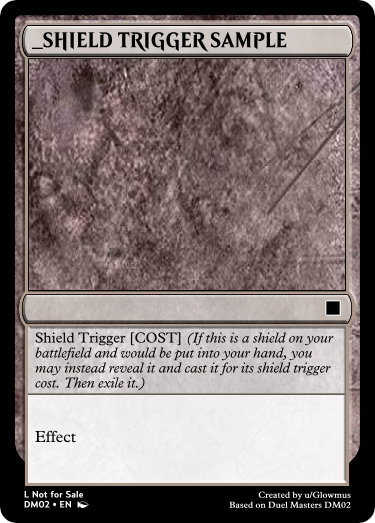 _SHIELD TRIGGER SAMPLE
Shield Trigger [COST] (If this is a shield on your
battlefield and would be put into your hand, you
may instead reveal it and cast it for its shield trigger
cost. Then exile it.)
Effect
L Not for Sale
DM02 • EN
Created by u/Glowmus
Based on Duel Masters DM02